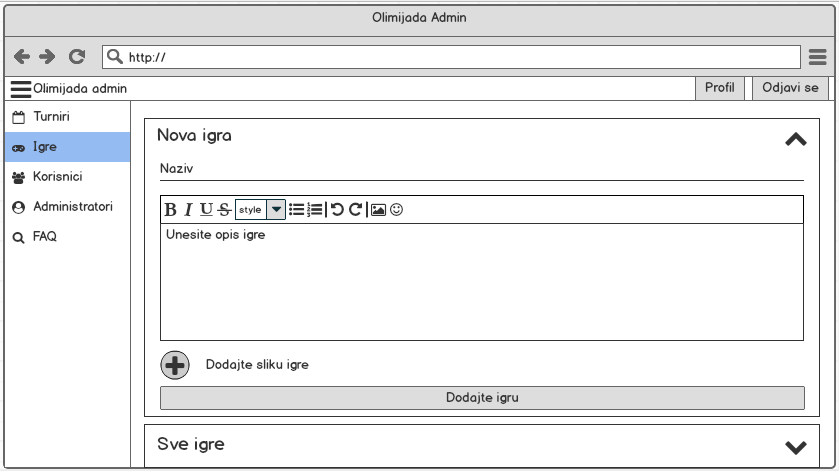 Olimijada Admin
http://
Olimijada admin
Profil
Odjavi se
Turniri
Igre
Korisnici
Administratori
FAQ
Nova igra
Naziv
B I U S style
Unesite opis igre
Dodajte sliku igre
Dodajte igru
Sve igre